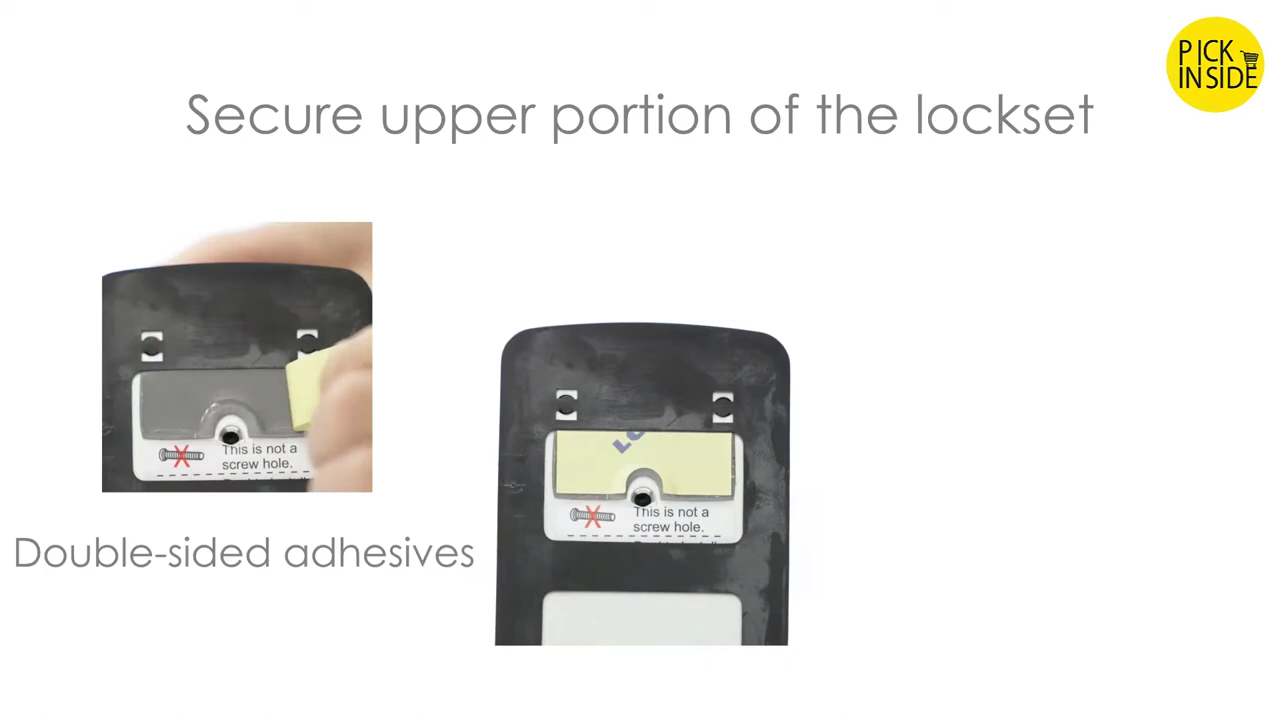 PICK
INSIDE
Secure upper portion of the lockset
This is not a
screw hole.
Double-sided adhesives
This is not a
screw hole.